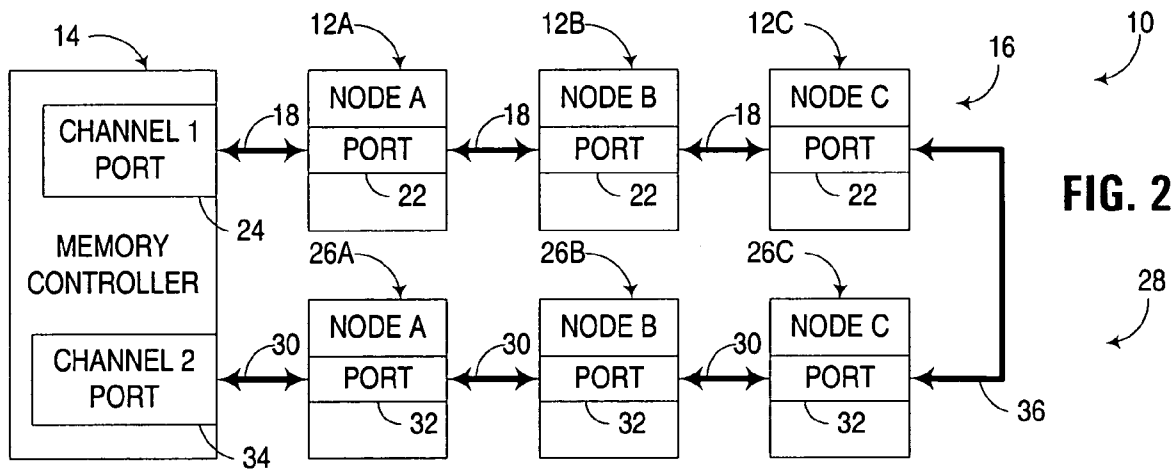 14
12A
12B
12C
16
10
NODE A
NODE B
NODE C
CHANNEL 1
PORT
18
18
18
PORT
PORT
PORT
22
22
22
24
FIG. 2
MEMORY
CONTROLLER
26A
26B
26C
28
NODE A
NODE B
NODE C
CHANNEL 2
PORT
30
30
30
PORT
PORT
PORT
32
32
32
36
34